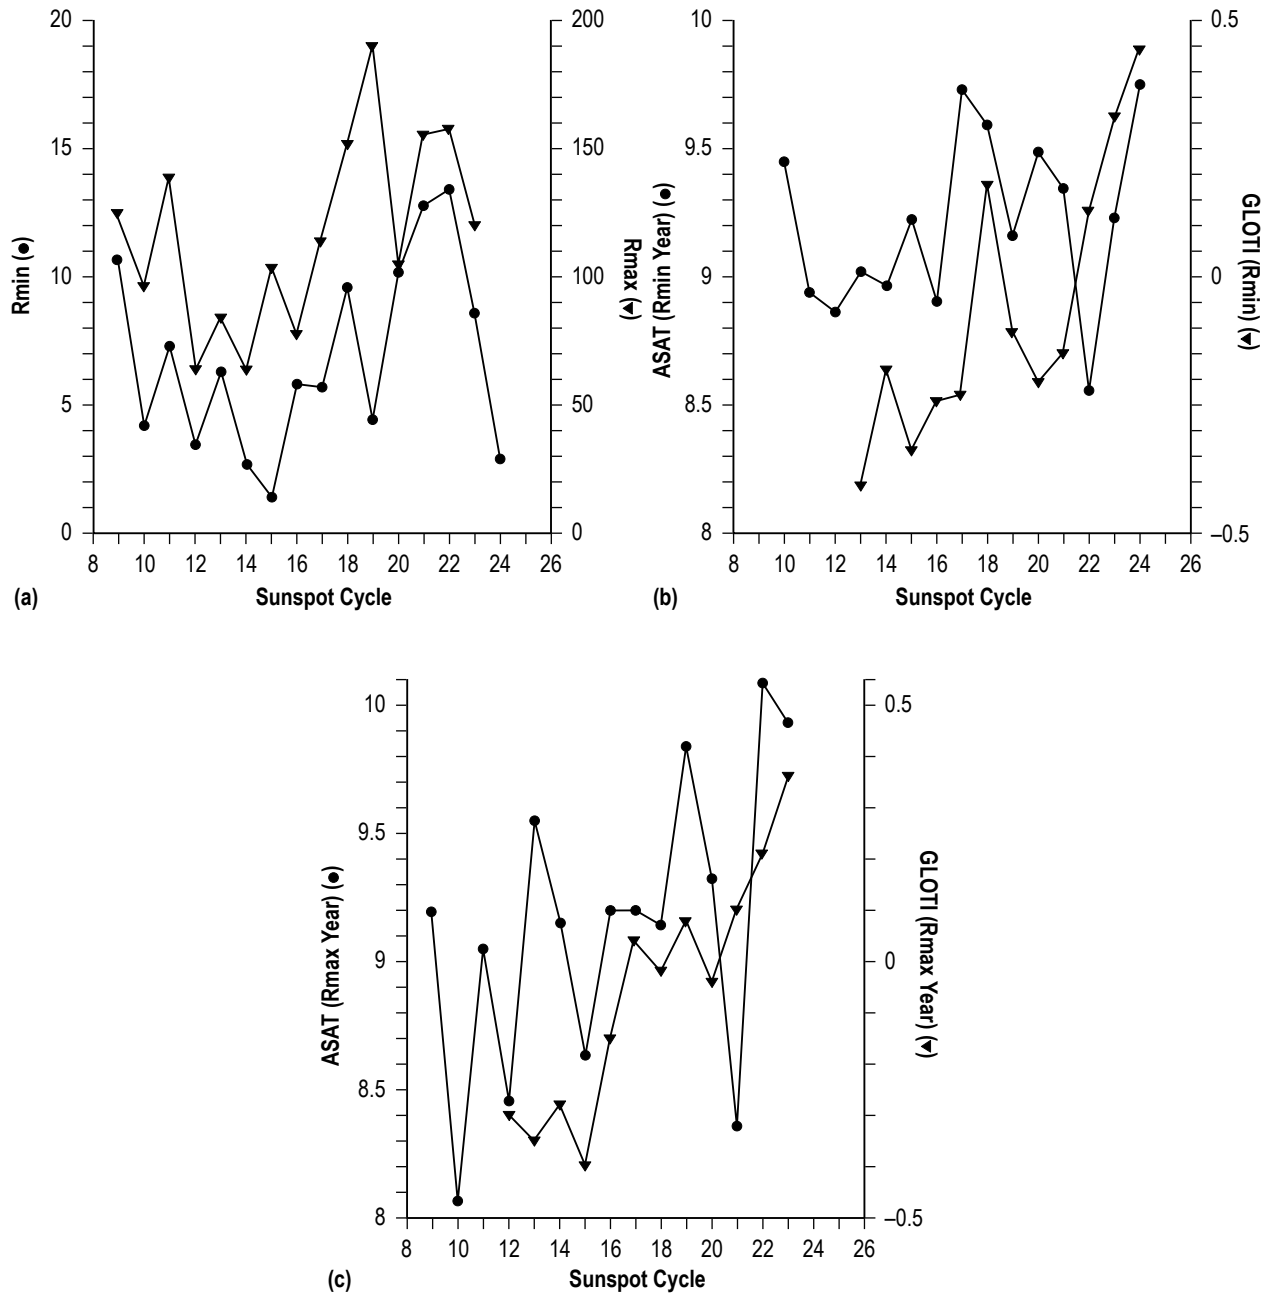 20
15
10
5
0
Rmin (●)
200
150
100
50
0
Rmax (▼)
8 10 12 14 16 18 20 22 24 26
Sunspot Cycle
(a)
10
9.5
9
8.5
8
ASAT (Rmin Year) (●)
0.5
0
–0.5
GLOTI (Rmin) (▼)
8 10 12 14 16 18 20 22 24 26
Sunspot Cycle
(b)
10
9.5
9
8.5
8
ASAT (Rmax Year) (●)
0.5
0
–0.5
GLOTI (Rmax Year) (▼)
8 10 12 14 16 18 20 22 24 26
Sunspot Cycle
(c)